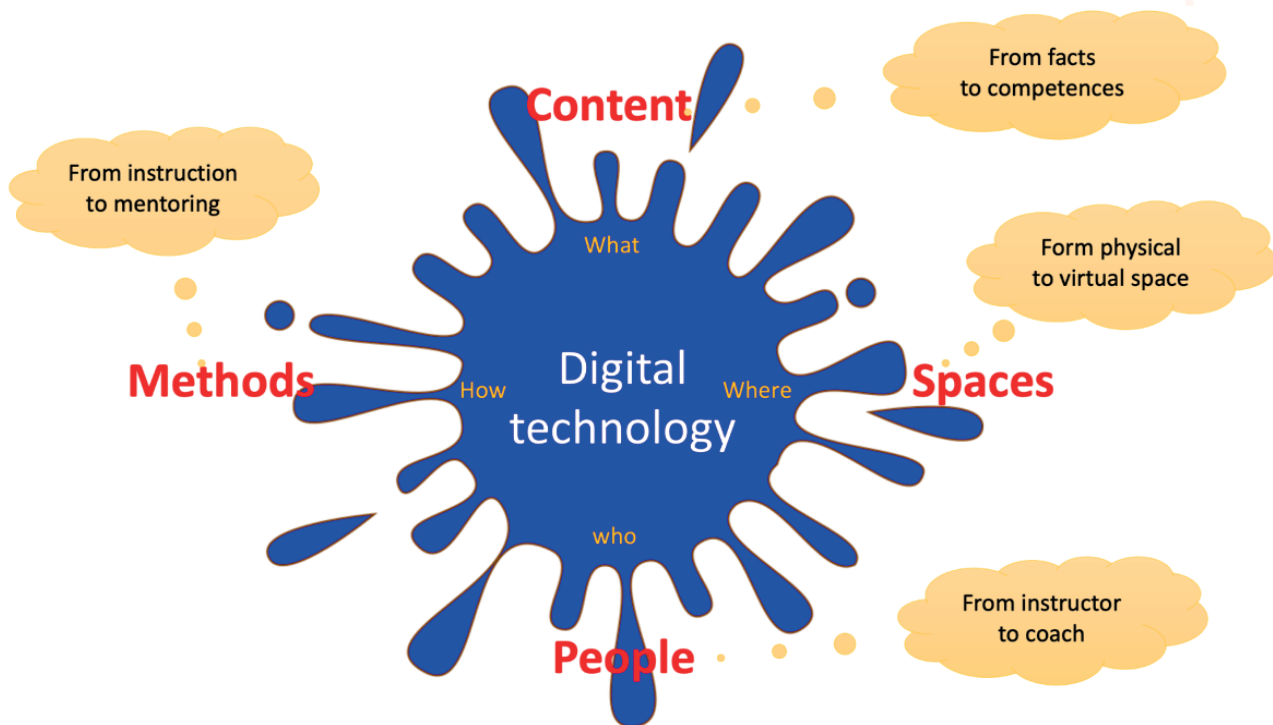 Content
From facts
to competences
From instruction
to mentoring
What
Form physical
to virtual space
Methods
How
Digital
technology
Where
Spaces
who
People
From instructor
to coach